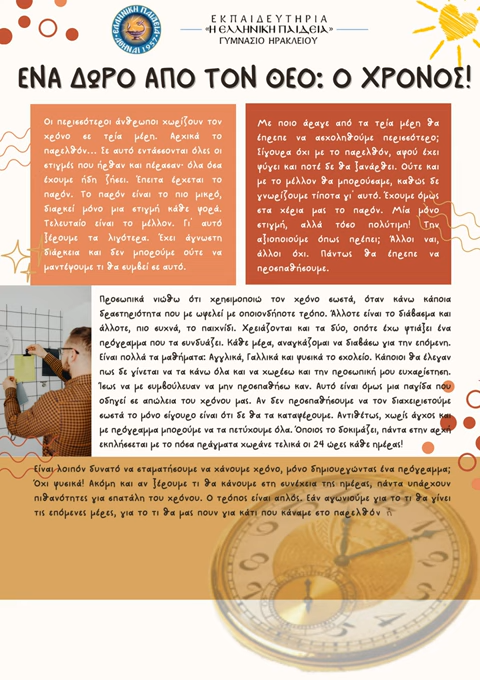 ΕΚΠΑΙΔΕΥΤΗΡΙΑ
«Η ΕΛΛΗΝΙΚΗ ΠΑΙΔΕΙΑ»
ΓΥΜΝΑΣΙΟ ΗΡΑΚΛΕΙΟΥ
ΕΛΛΗΝΙΚΗ ΠΑΙΔΕΙΑ
ΕΝΑ ΔΩΡΟ ΑΠΟ ΤΟΝ ΘΕΟ: Ο ΧΡΟΝΟΣ!
Οι περισσότεροι άνθρωποι χωρίζουν τον
χρόνο σε τρία μέρη. Αρχικά το
παρελθόν... Σε αυτό εντάσσονται όλες οι
στιγμές που ήρθαν και πέρασαν· όλα όσα
έχουμε ήδη ζήσει. Έπειτα έρχεται το
παρόν. Το παρόν είναι το πιο μικρό,
διαρκεί μόνο μια στιγμή κάθε φορά.
Τελευταίο είναι το μέλλον. Γι' αυτό
ξέρουμε τα λιγότερα. Έχει άγνωστη
διάρκεια και δεν μπορούμε ούτε να
μαντέψουμε τι θα συμβεί σε αυτό.
Με ποιο άραγε από τα τρία μέρη θα
έπρεπε να ασχοληθούμε περισσότερο;
Σίγουρα όχι με το παρελθόν, αφού έχει
φύγει και ποτέ δε θα ξανάρθει. Ούτε και
με το μέλλον θα μπορούσαμε, καθώς δε
γνωρίζουμε τίποτα γι' αυτό. Έχουμε όμως
στα χέρια μας το παρόν. Μία μόνο
στιγμή, αλλά τόσο πολύτιμη! Την
αξιοποιούμε όπως πρέπει; Άλλοι ναι,
άλλοι όχι. Πάντως θα έπρεπε να
προσπαθήσουμε.
Προσωπικά νιώθω ότι χρησιμοποιώ τον χρόνο σωστά, όταν κάνω κάποια
δραστηριότητα που με ωφελεί με οποιονδήποτε τρόπο. Άλλοτε είναι το διάβασμα και
άλλοτε, πιο συχνά, το παιχνίδι. Χρειάζονται και τα δύο, οπότε έχω φτιάξει ένα
πρόγραμμα που τα συνδυάζει. Κάθε μέρα, αναγκάζομαι να διαβάσω για την επόμενη.
Είναι πολλά τα μαθήματα: Αγγλικά, Γαλλικά και φυσικά το σχολείο. Κάποιοι θα έλεγαν
πως δε γίνεται να τα κάνω όλα και να χωρέσω και την προσωπική μου ευχαρίστηση.
Ίσως να με συμβούλευαν να μην προσπαθήσω καν. Αυτό είναι όμως μια παγίδα που
οδηγεί σε απώλεια του χρόνου μας. Αν δεν προσπαθήσουμε να τον διαχειριστούμε
σωστά το μόνο σίγουρο είναι ότι δε θα τα καταφέρουμε. Αντιθέτως, χωρίς άγχος και
με πρόγραμμα μπορούμε να τα πετύχουμε όλα. Όποιος το δοκιμάζει, πάντα στην αρχή
εκπλήσσεται με το πόσα πράγματα χωράνε τελικά οι 24 ώρες κάθε ημέρας!
Είναι λοιπόν δυνατό να σταματήσουμε να χάνουμε χρόνο, μόνο δημιουργώντας ένα πρόγραμμα;
Όχι φυσικά! Ακόμη και αν ξέρουμε τι θα κάνουμε στη συνέχεια της ημέρας, πάντα υπάρχουν
πιθανότητες για σπατάλη του χρόνου. Ο τρόπος είναι απλός. Εάν αγωνιούμε για το τι θα γίνει
τις επόμενες μέρες, για το τι θα μας πουν για κάτι που κάναμε στο παρελθόν ή